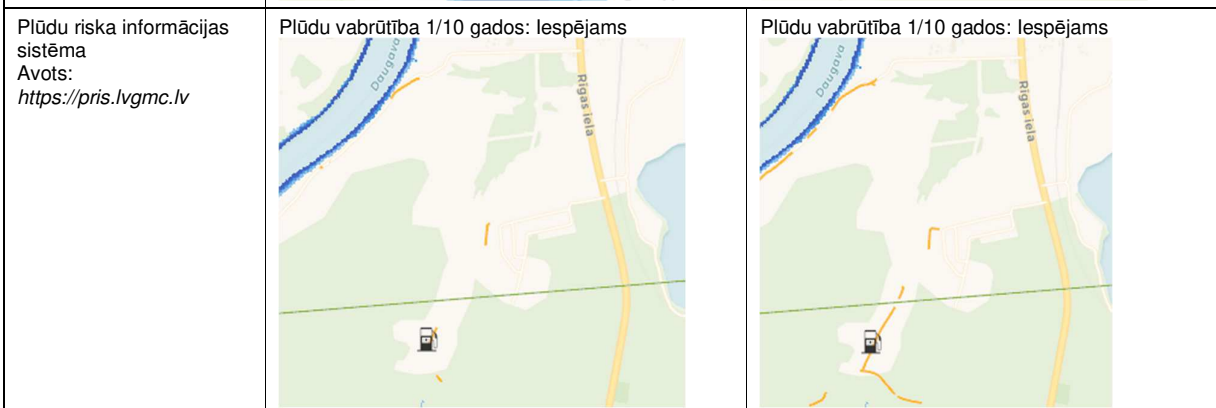 Plūdu riska informācijas
sistēma
Avots:
https://pris.lvgmc.lv
Plūdu vabrūtība 1/10 gados: Iespējams
Daugava
Rīgas iela
Plūdu vabrūtība 1/10 gados: Iespējams
Daugava
Rīgas iela